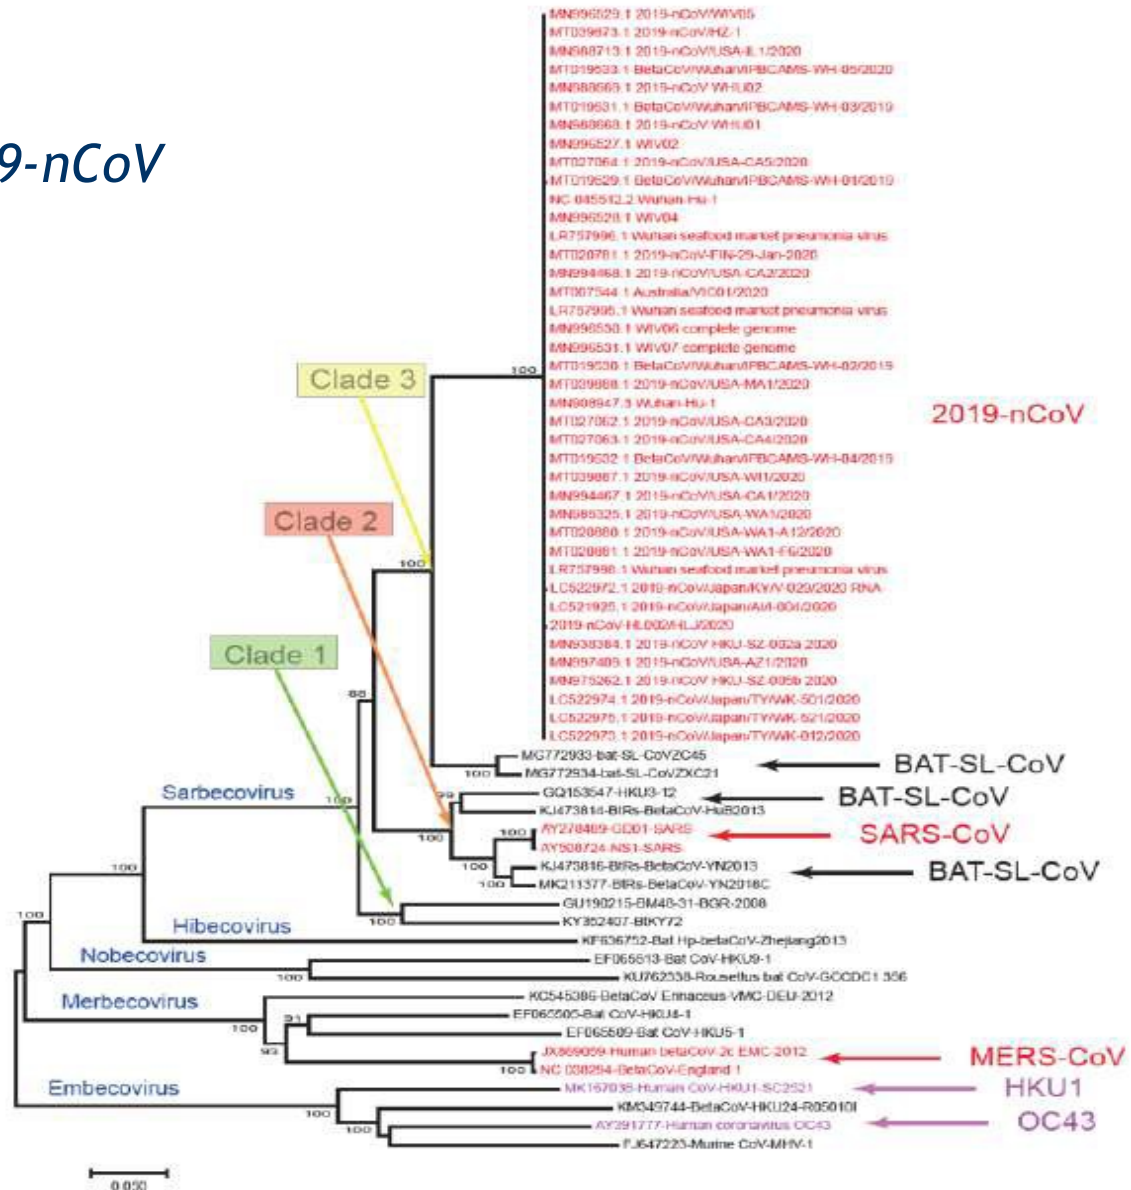 9-nCoV
MN996529.1 2019-nCoV/WIV05
MT039873.1 2019-nCoV/HZ-1
MN988713.1 2019-nCoV/USA-IL1/2020
MT019533.1 BetaCoV/Wuhan/IPBCAMS-WH-05/2020
MN988669.1 2019-nCoV WHU02
MT019531.1 BetaCoV/Wuhan/IPBCAMS-WH-03/2019
MN988668.1 2019-nCoV WHU01
MN996527.1 WIV02
MT027064.1 2019-nCoV/USA-CA5/2020
MT019529.1 BetaCoV/Wuhan/IPBCAMS-WH-01/2019
NC 045512.2 Wuhan-Hu-1
MN996528.1 WIV04
LR757996.1 Wuhan seafood market pneumonia virus
MT020781.1 2019-nCoV-FIN-29-Jan-2020
MN994468.1 2019-nCoV/USA-CA2/2020
MT007544.1 Australia/VIC01/2020
LR757995.1 Wuhan seafood market pneumonia virus
MN996530.1 WIV06 complete genome
MN996531.1 WIV07 complete genome
MT019530.1 BetaCoV/Wuhan/IPBCAMS-WH-02/2019
100
MT039888.1 2019-nCoV/USA-MA1/2020
Clade 3
MN908947.3 Wuhan-Hu-1
2019-nCoV
MT027062.1 2019-nCoV/USA-CA3/2020
MT027063.1 2019-nCoV/USA-CA4/2020
MT019532.1 BetaCoV/Wuhan/IPBCAMS-WH-04/2019
MT039887.1 2019-nCoV/USA-WI1/2020
MN994467.1 2019-nCoV/USA-CA1/2020
MN985325.1 2019-nCoV/USA-WA1/2020
Clade 2
MT020880.1 2019-nCoV/USA-WA1-A12/2020
MT020881.1 2019-nCoV/USA-WA1-F6/2020
100
LR757998.1 Wuhan seafood market pneumonia virus
LC522972.1 2019-nCoV/Japan/KY/V-029/2020 RNA
LC521925.1 2019-nCoV/Japan/AI/I-004/2020
2019-nCoV-HL002/HLJ/2020
MN938384.1 2019-nCoV HKU-SZ-002a 2020
Clade 1
MN997409.1 2019-nCoV/USA-AZ1/2020
MN975262.1 2019-nCoV HKU-SZ-005b 2020
88
LC522974.1 2019-nCoV/Japan/TY/WK-501/2020
LC522975.1 2019-nCoV/Japan/TY/WK-521/2020
LC522973.1 2019-nCoV/Japan/TY/WK-012/2020
MG772933-bat-SL-CoVZC45
BAT-SL-CoV
100
MG772934-bat-SL-CoVZXC21
Sarbecovirus
99
GQ153547-HKU3-12
BAT-SL-CoV
100
KJ473814-BtRs-BetaCoV-HuB2013
100
AY278489-GD01-SARS
SARS-CoV
100
AY508724-NS1-SARS
100
KJ473816-BtRs-BetaCoV-YN2013
BAT-SL-CoV
100
MK211377-BtRs-BetaCoV-YN2018C
100
GU190215-BM48-31-BGR-2008
100
KY352407-BtKY72
100
Hibecovirus
KF636752-Bat Hp-betaCoV-Zhejiang2013
Nobecovirus
EF065513-Bat CoV-HKU9-1
100
KU762338-Rousettus bat CoV-GCCDC1 356
Merbecovirus
KC545386-BetaCoV Erinaceus-VMC-DEU-2012
100
91
EF065505-Bat CoV-HKU4-1
EF065509-Bat CoV-HKU5-1
93
JX869059-Human betaCoV-2c EMC-2012
MERS-CoV
100
NC 038294-BetaCoV-England 1
Embecovirus
MK167038-Human CoV-HKU1-SC2521
HKU1
100
KM349744-BetaCoV-HKU24-R05010I
100
AY391777-Human coronavirus OC43
OC43
FJ647223-Murine CoV-MHV-1
0.050